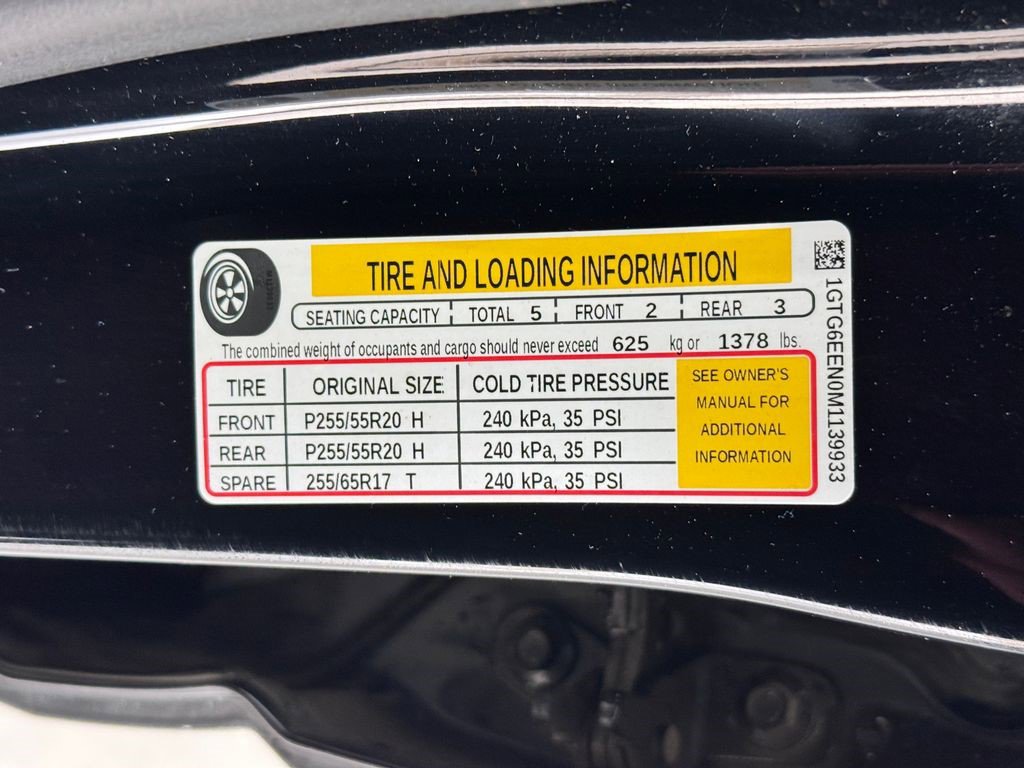 TIRE AND LOADING INFORMATION
SEATING CAPACITY TOTAL 5 FRONT 2 REAR 3
The combined weight of occupants and cargo should never exceed 625 kg or 1378 lbs.
TIRE ORIGINAL SIZE COLD TIRE PRESSURE
FRONT P255/55R20 H 240 kPa, 35 PSI
REAR P255/55R20 H 240 kPa, 35 PSI
SPARE 255/65R17 T 240 kPa, 35 PSI
SEE OWNER'S
MANUAL FOR
ADDITIONAL
INFORMATION
1GTG6EEN0M1139933